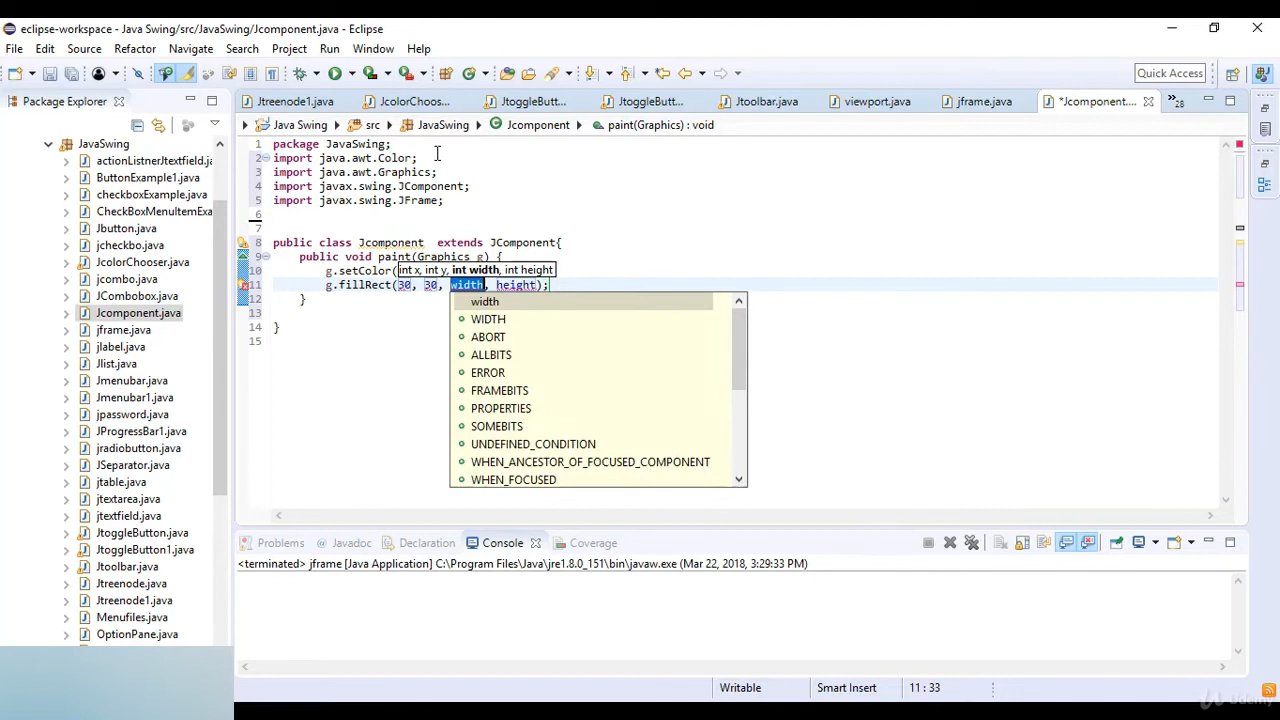 eclipse-workspace - Java Swing/src/JavaSwing/Jcomponent.java - Eclipse
File Edit Source Refactor Navigate Search Project Run Window Help
Quick Access
Package Explorer
Jtreenode1.java JcolorChoos... JtoggleButt... JtoggleButt... Jtoolbar.java viewport.java jframe.java *Jcomponent.... »28
Java Swing src JavaSwing Jcomponent paint(Graphics) : void
JavaSwing
actionListnerJtextfield.ja
ButtonExample1.java
checkboxExample.java
CheckBoxMenuItemExa
Jbutton.java
jcheckbo.java
JcolorChooser.java
jcombo.java
JCombobox.java
Jcomponent.java
jframe.java
jlabel.java
Jlist.java
Jmenubar.java
Jmenubar1.java
jpassword.java
JProgressBar1.java
jradiobutton.java
JSeparator.java
jtable.java
jtextarea.java
jtextfield.java
JtoggleButton.java
JtoggleButton1.java
Jtoolbar.java
Jtreenode.java
Jtreenode1.java
Menufiles.java
OptionPane.java
1 package JavaSwing;
2 import java.awt.Color;
3 import java.awt.Graphics;
4 import javax.swing.JComponent;
5 import javax.swing.JFrame;
6
7
8 public class Jcomponent extends JComponent{
9 public void paint(Graphics g) {
10 g.setColor(
int x, int y, int width, int height
11 g.fillRect(30, 30, width, height);
12 }
13
14 }
15
width
WIDTH
ABORT
ALLBITS
ERROR
FRAMEBITS
PROPERTIES
SOMEBITS
UNDEFINED_CONDITION
WHEN_ANCESTOR_OF_FOCUSED_COMPONENT
WHEN_FOCUSED
Problems @ Javadoc Declaration Console Coverage
<terminated> jframe [Java Application] C:\Program Files\Java\jre1.8.0_151\bin\javaw.exe (Mar 22, 2018, 3:29:33 PM)
Writable Smart Insert 11 : 33
Udemy